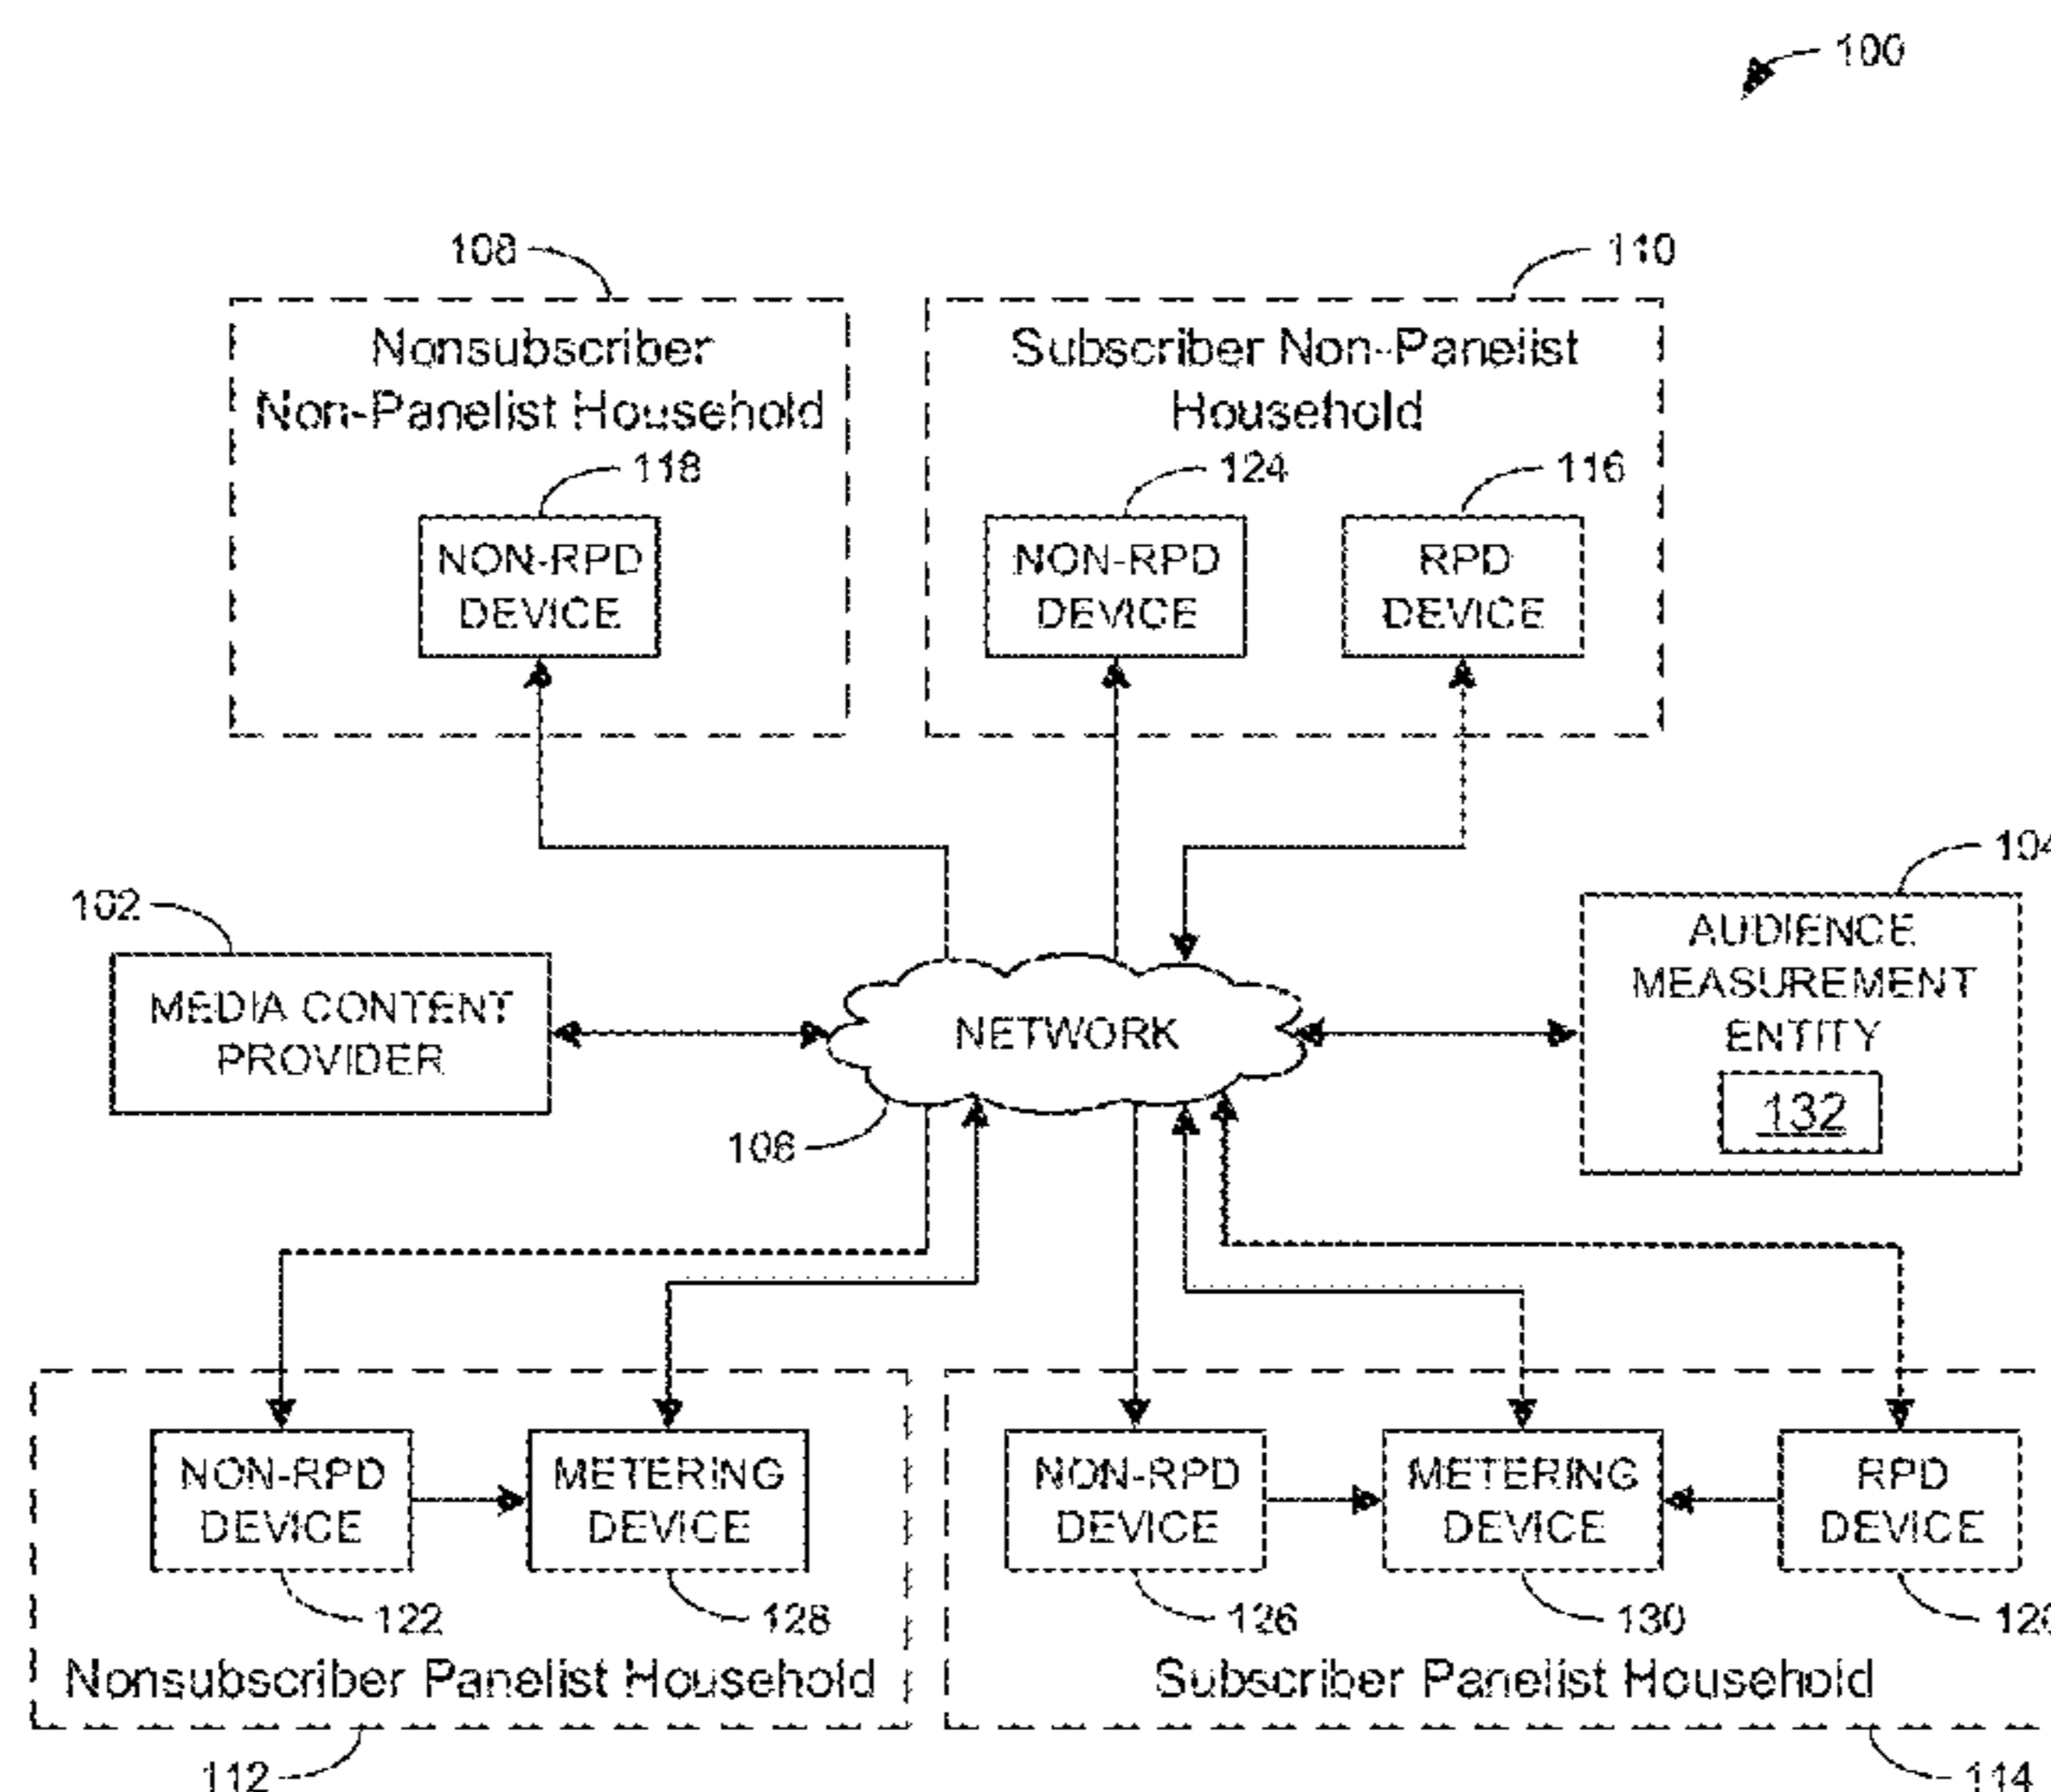 100
108
110
Nonsubscriber
Non-Panelist Household
Subscriber Non-Panelist
Household
118
124
116
NON-RPD
DEVICE
NON-RPD
DEVICE
RPD
DEVICE
104
102
AUDIENCE
MEASUREMENT
ENTITY
132
MEDIA CONTENT
PROVIDER
NETWORK
106
NON-RPD
DEVICE
METERING
DEVICE
NON-RPD
DEVICE
METERING
DEVICE
RPD
DEVICE
122
128
126
130
120
Nonsubscriber Panelist Household
Subscriber Panelist Household
112
114